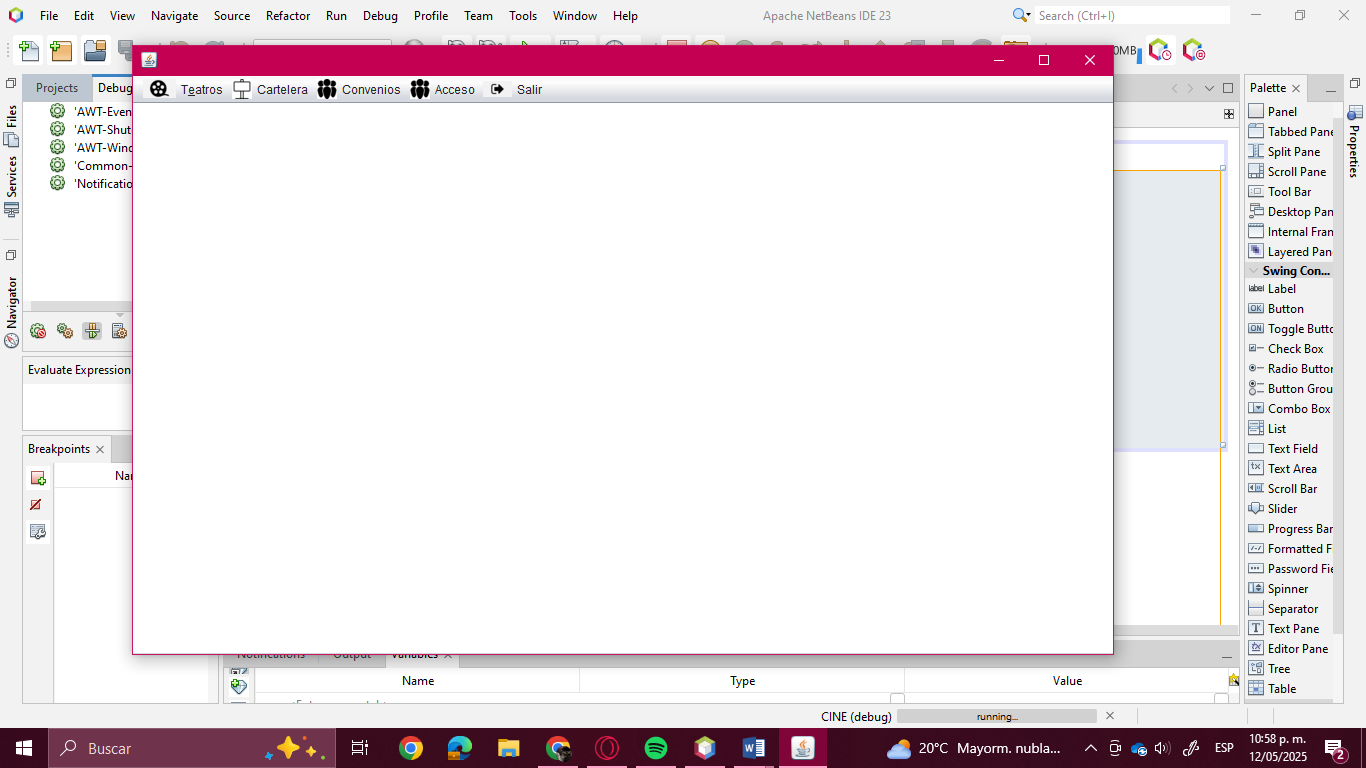 File Edit View Navigate Source Refactor Run Debug Profile Team Tools Window Help Apache NetBeans IDE 23 Search (Ctrl+I)
Teatros Cartelera Convenios Acceso Salir
Projects
Debug
'AWT-Even
'AWT-Shut
'AWT-Wind
'Common-
'Notificatio
Files
Services
Navigator
Evaluate Expression
Breakpoints
Nar
Palette
Panel
Tabbed Pane
Split Pane
Scroll Pane
Tool Bar
Desktop Pan
Internal Fran
Layered Pan
Swing Con...
label Label
OK Button
ON Toggle Butto
Check Box
Radio Button
Button Grou
Combo Box
List
Text Field
Text Area
Scroll Bar
Slider
Progress Bar
Formatted F
Password Fie
Spinner
Separator
Text Pane
Editor Pane
Tree
Table
Properties
Notifications Output Variables
Name Type Value
CINE (debug) running...
Buscar
20°C Mayorm. nubla... ESP
10:58 p. m.
12/05/2025
2